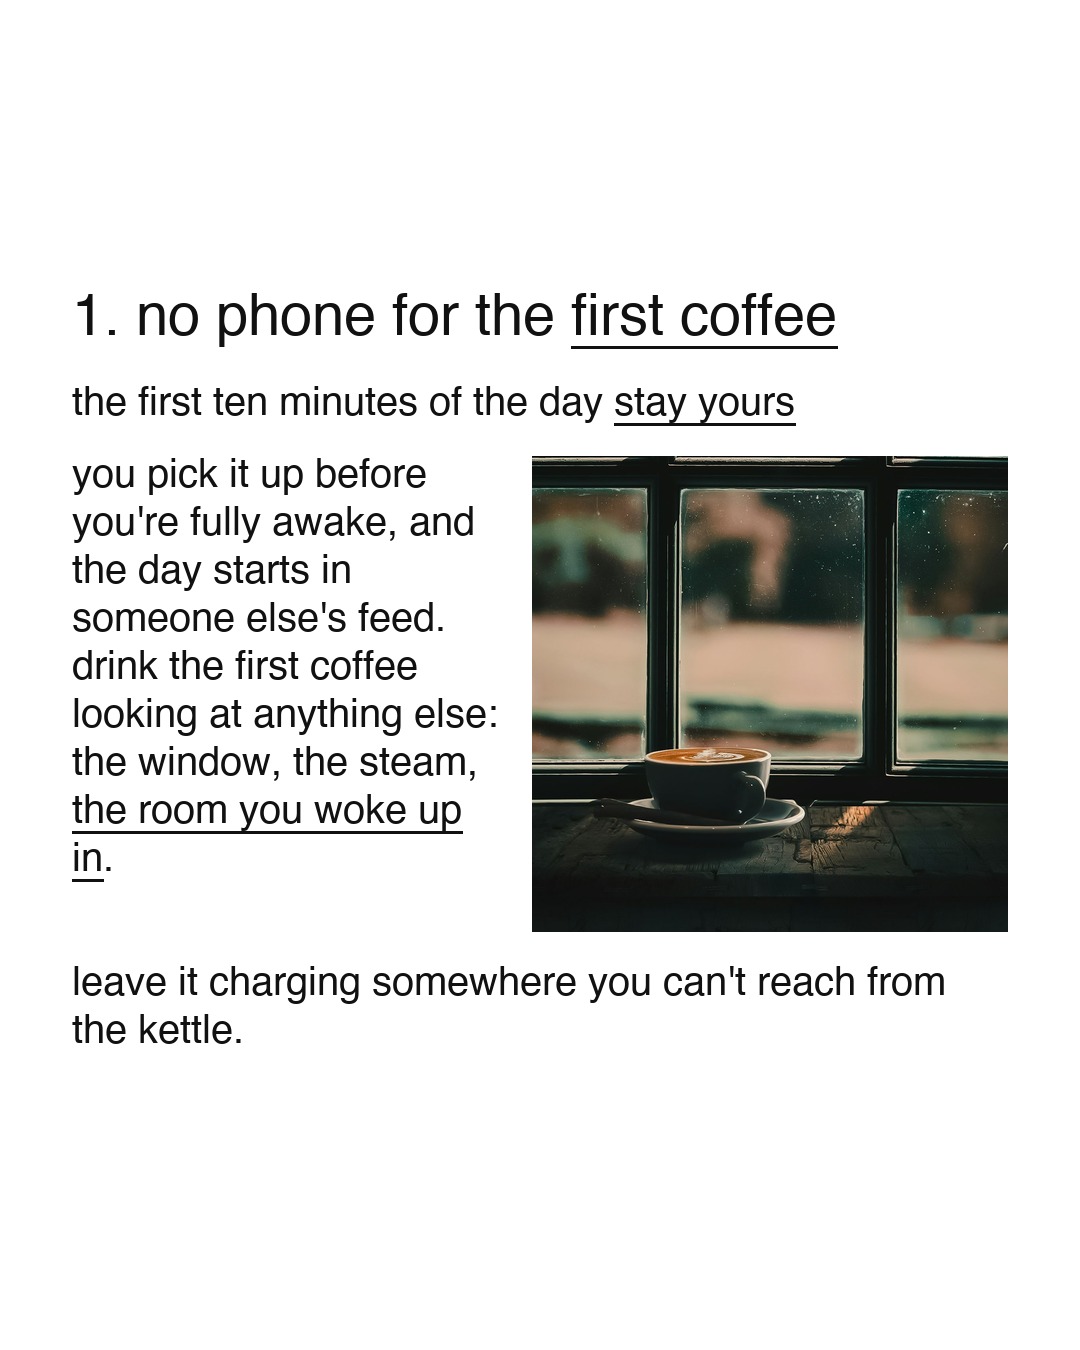 1. no phone for the first coffee
the first ten minutes of the day stay yours
you pick it up before
you're fully awake, and
the day starts in
someone else's feed.
drink the first coffee
looking at anything else:
the window, the steam,
the room you woke up
in.
leave it charging somewhere you can't reach from
the kettle.